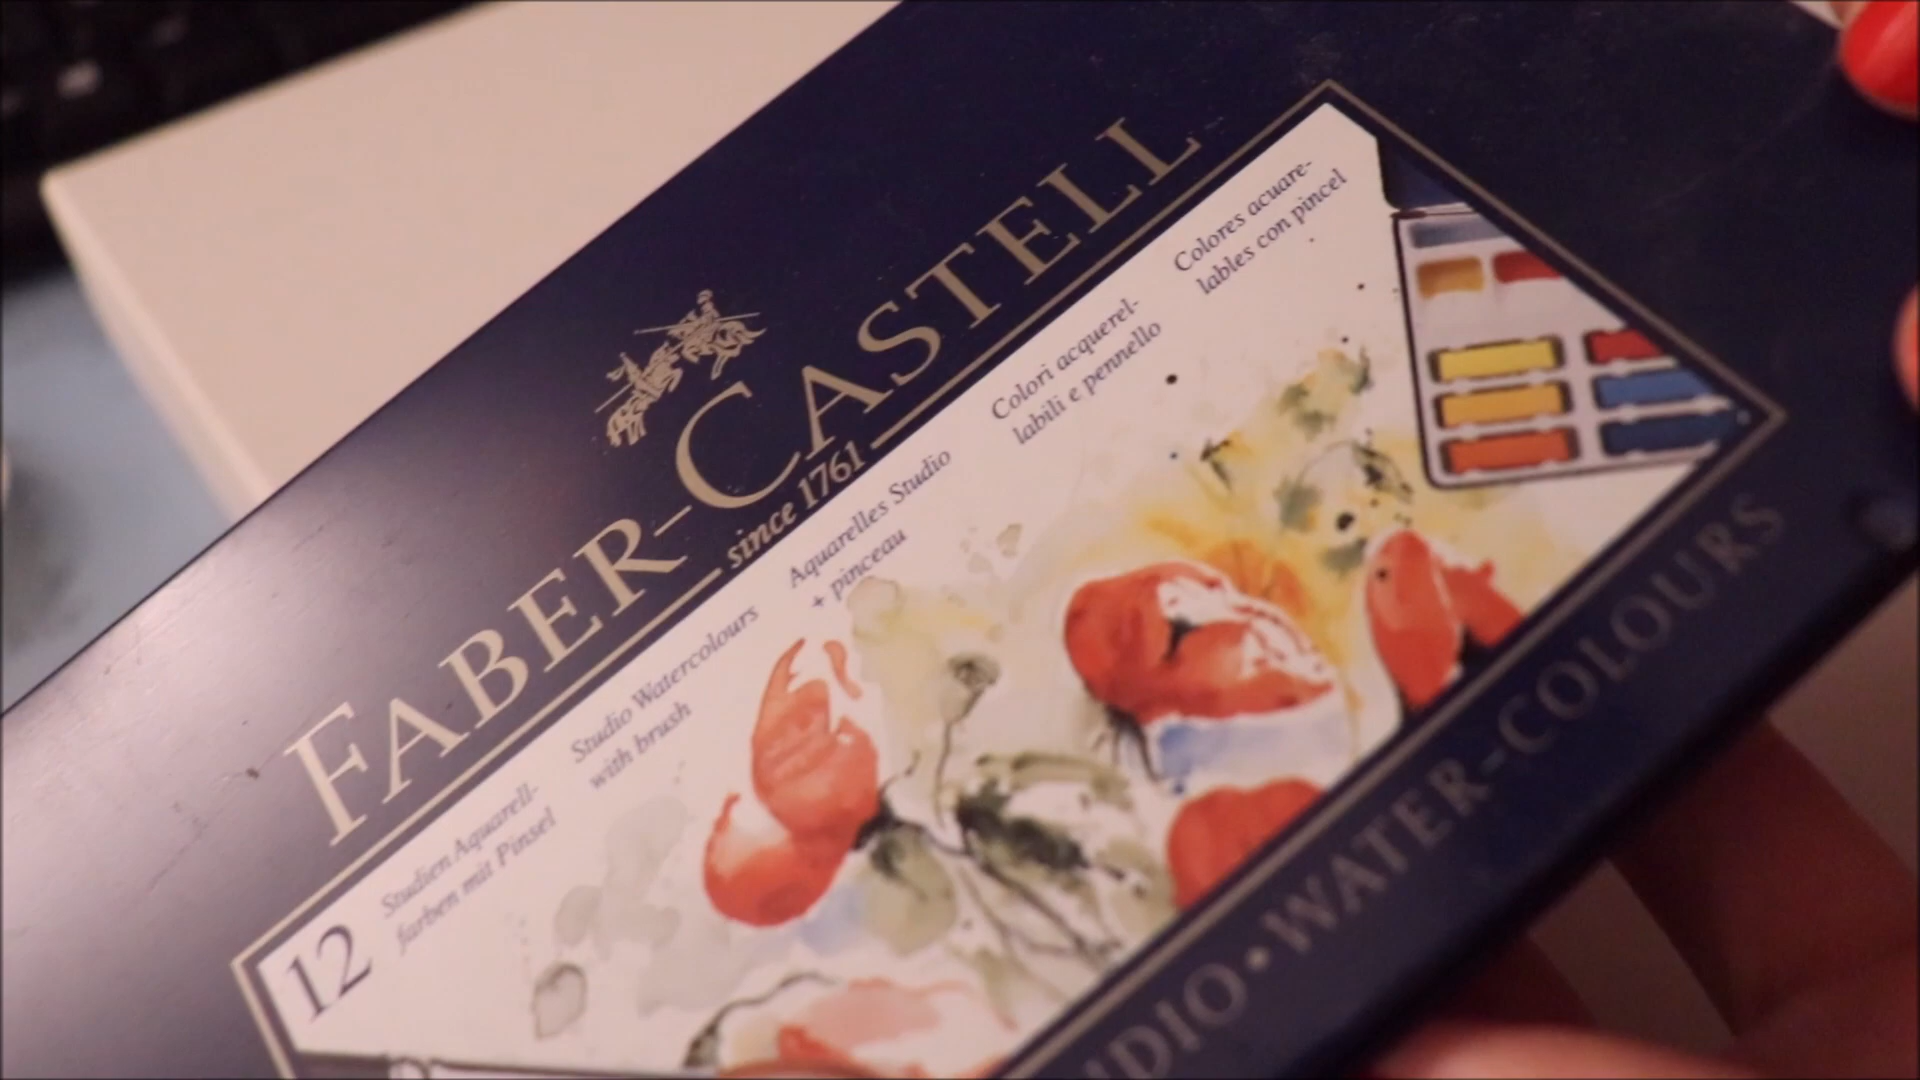 FABER-CASTELL
since 1761
12
Studien Aquarell-
farben mit Pinsel
Studio Watercolours
with brush
Aquarelles Studio
+ pinceau
Colori acquerel-
labili e pennello
Colores acuare-
lables con pincel
UDIO•WATER-COLOURS